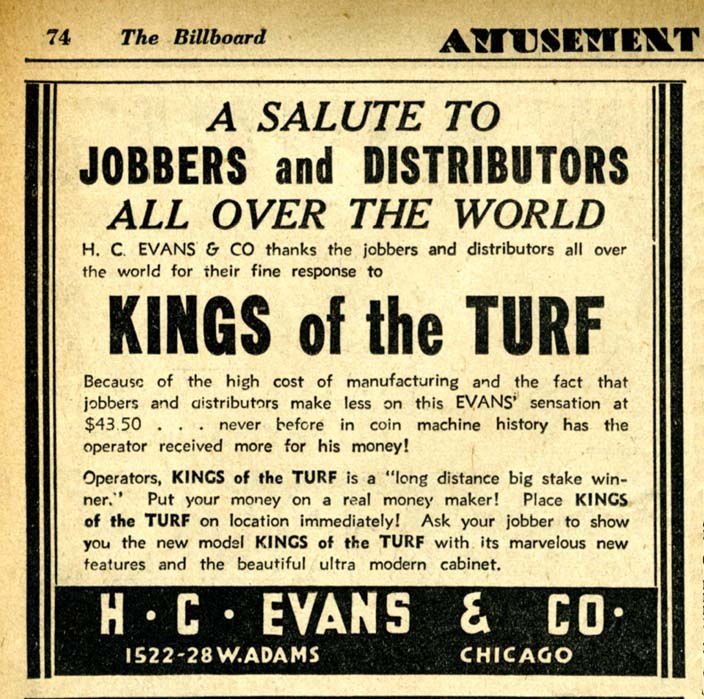 74 The Billboard AMUSEMENT
A SALUTE TO
JOBBERS and DISTRIBUTORS
ALL OVER THE WORLD
H. C. EVANS & CO thanks the jobbers and distributors all over
the world for their fine response to
KINGS of the TURF
Because of the high cost of manufacturing and the fact that
jobbers and distributors make less on this EVANS' sensation at
$43.50 . . . never before in coin machine history has the
operator received more for his money!
Operators, KINGS of the TURF is a "long distance big stake win-
ner." Put your money on a real money maker! Place KINGS
of the TURF on location immediately! Ask your jobber to show
you the new model KINGS of the TURF with its marvelous new
features and the beautiful ultra modern cabinet.
H·C·EVANS & CO·
1522-28 W.ADAMS CHICAGO